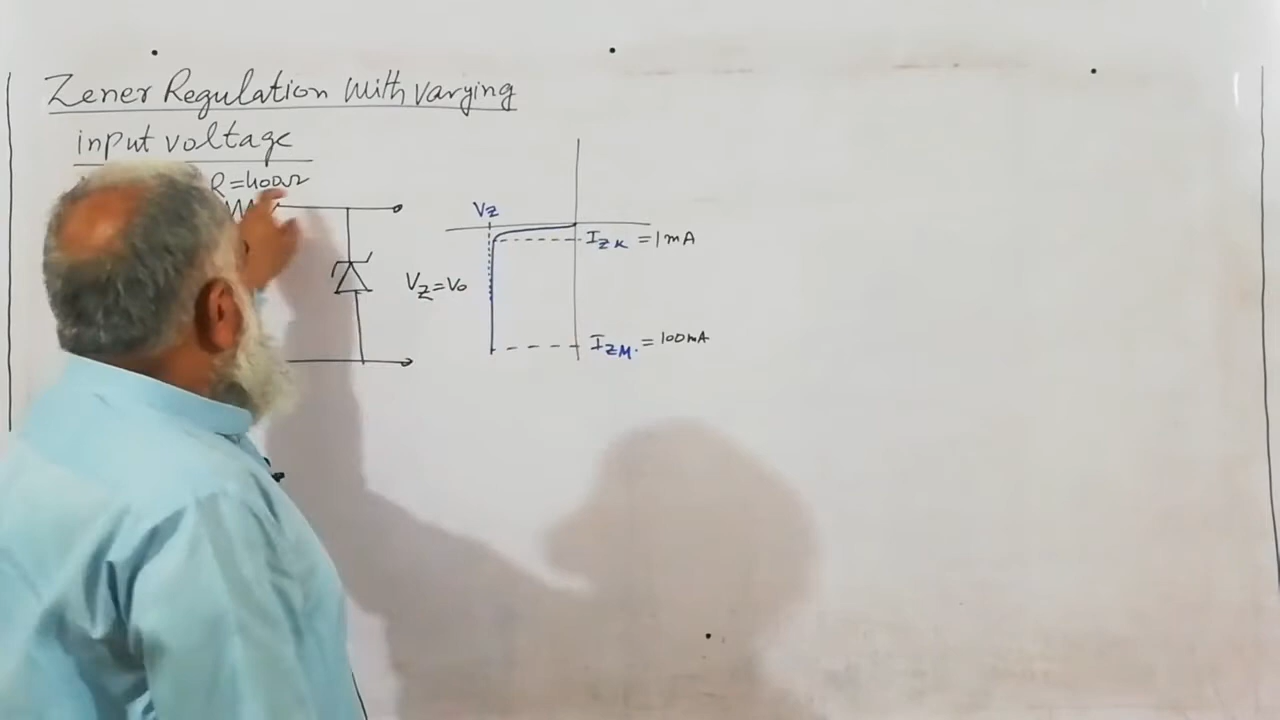 Zener Regulation with varying
input voltage
R=400Ω
Vz
IZK = 1mA
VZ=Vo
IZM. = 100mA